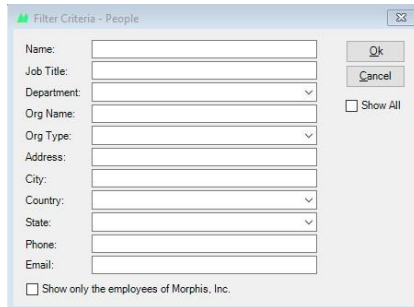 Filter Criteria - People
Name:
Ok
Job Title:
Cancel
Department:
Show All
Org Name:
Org Type:
Address:
City:
Country:
State:
Phone:
Email:
Show only the employees of Morphis, Inc.